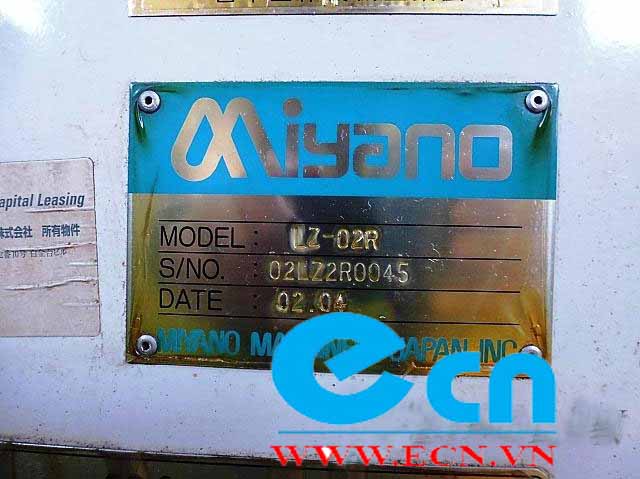 Miyano
MODEL : LZ-02R
S/NO. : 02LZ2R0045
DATE : 02.04
MIYANO JAPAN INC.
apital Leasing
株式会社 所有物件
ecn
WWW.ECN.VN